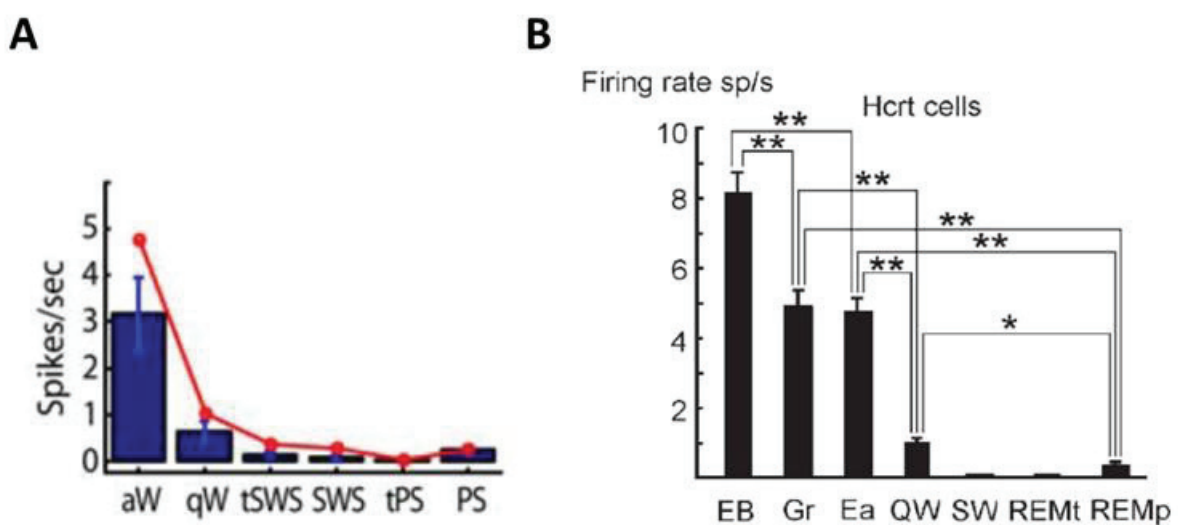 A
Spikes/sec
5
4
3
2
1
0
aW qW tSWS SWS tPS PS
B
Firing rate sp/s
Hcrt cells
10
8
6
4
2
**
**
**
**
**
**
*
EB Gr Ea QW SW REMt REMp